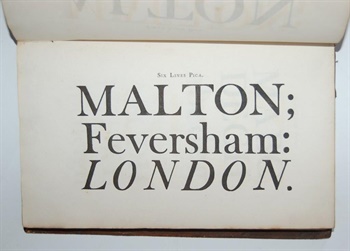 Six Lines Pica.
MALTON;
Feversham:
LONDON.